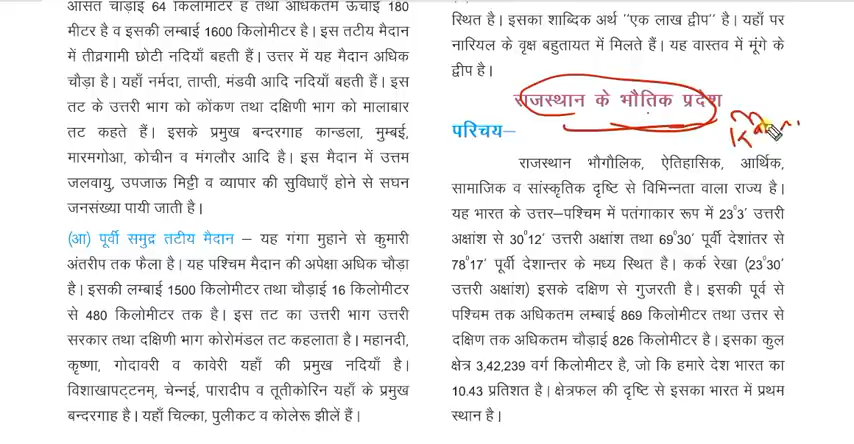 औसत चौड़ाई 64 किलोमीटर है तथा अधिकतम ऊँचाई 180
मीटर है व इसकी लम्बाई 1600 किलोमीटर है। इस तटीय मैदान
में तीव्रगामी छोटी नदियाँ बहती हैं। उत्तर में यह मैदान अधिक
चौड़ा है। यहाँ नर्मदा, ताप्ती, मंडवी आदि नदियाँ बहती हैं। इस
तट के उत्तरी भाग को कोंकण तथा दक्षिणी भाग को मालाबार
तट कहते हैं। इसके प्रमुख बन्दरगाह कान्डला, मुम्बई,
मारमगोआ, कोचीन व मंगलौर आदि है। इस मैदान में उत्तम
जलवायु, उपजाऊ मिट्टी व व्यापार की सुविधाएँ होने से सघन
जनसंख्या पायी जाती है।
(आ) पूर्वी समुद्र तटीय मैदान – यह गंगा मुहाने से कुमारी
अंतरीप तक फैला है। यह पश्चिम मैदान की अपेक्षा अधिक चौड़ा
है। इसकी लम्बाई 1500 किलोमीटर तथा चौड़ाई 16 किलोमीटर
से 480 किलोमीटर तक है। इस तट का उत्तरी भाग उत्तरी
सरकार तथा दक्षिणी भाग कोरोमंडल तट कहलाता है। महानदी,
कृष्णा, गोदावरी व कावेरी यहाँ की प्रमुख नदियाँ है।
विशाखापट्टनम्, चेन्नई, पारादीप व तूतीकोरिन यहाँ के प्रमुख
बन्दरगाह है। यहाँ चिल्का, पुलीकट व कोलेरू झीलें हैं।
स्थित है। इसका शाब्दिक अर्थ "एक लाख द्वीप" है। यहाँ पर
नारियल के वृक्ष बहुतायत में मिलते हैं। यह वास्तव में मूंगे के
द्वीप है।
राजस्थान के भौतिक प्रदेश
परिचय–
राजस्थान भौगोलिक, ऐतिहासिक, आर्थिक,
सामाजिक व सांस्कृतिक दृष्टि से विभिन्नता वाला राज्य है।
यह भारत के उत्तर–पश्चिम में पतंगाकार रूप में 23°3' उत्तरी
अक्षांश से 30°12' उत्तरी अक्षांश तथा 69°30' पूर्वी देशांतर से
78°17' पूर्वी देशान्तर के मध्य स्थित है। कर्क रेखा (23°30'
उत्तरी अक्षांश) इसके दक्षिण से गुजरती है। इसकी पूर्व से
पश्चिम तक अधिकतम लम्बाई 869 किलोमीटर तथा उत्तर से
दक्षिण तक अधिकतम चौड़ाई 826 किलोमीटर है। इसका कुल
क्षेत्र 3,42,239 वर्ग किलोमीटर है, जो कि हमारे देश भारत का
10.43 प्रतिशत है। क्षेत्रफल की दृष्टि से इसका भारत में प्रथम
स्थान है।